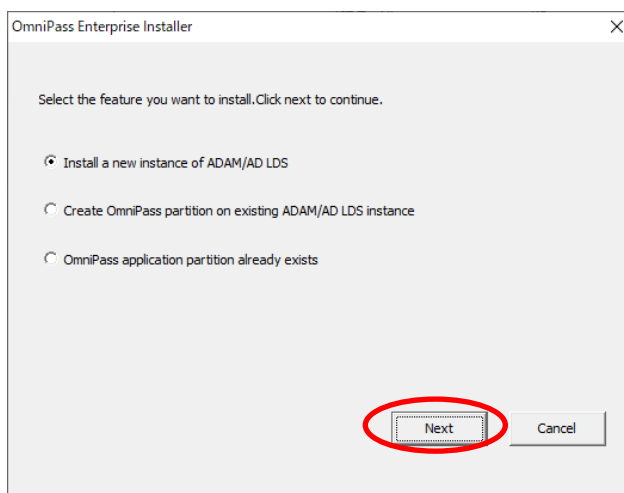 OmniPass Enterprise Installer
Select the feature you want to install.Click next to continue.
Install a new instance of ADAM/AD LDS
Create OmniPass partition on existing ADAM/AD LDS instance
OmniPass application partition already exists
Next Cancel